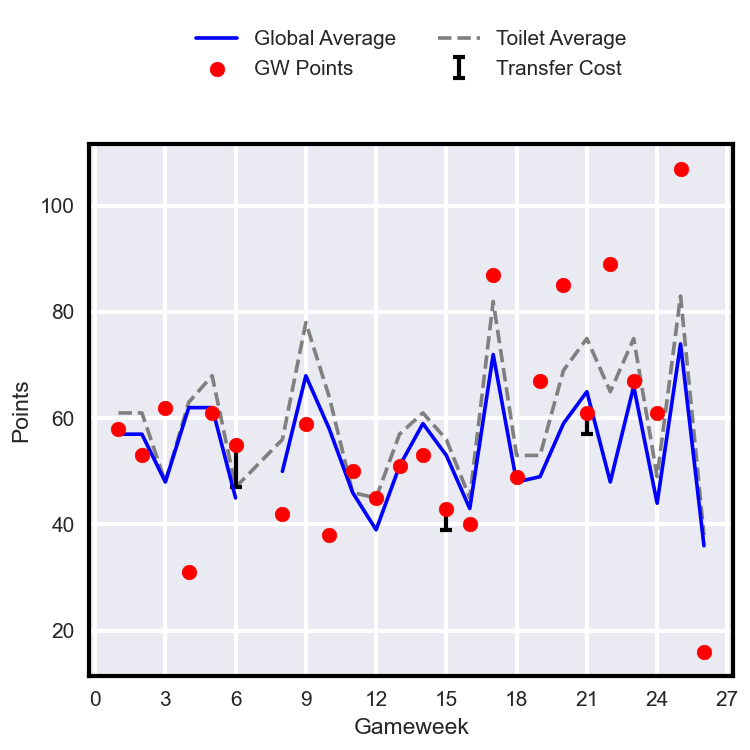 Global Average
Toilet Average
GW Points
Transfer Cost
100
80
60
40
20
Points
0 3 6 9 12 15 18 21 24 27
Gameweek